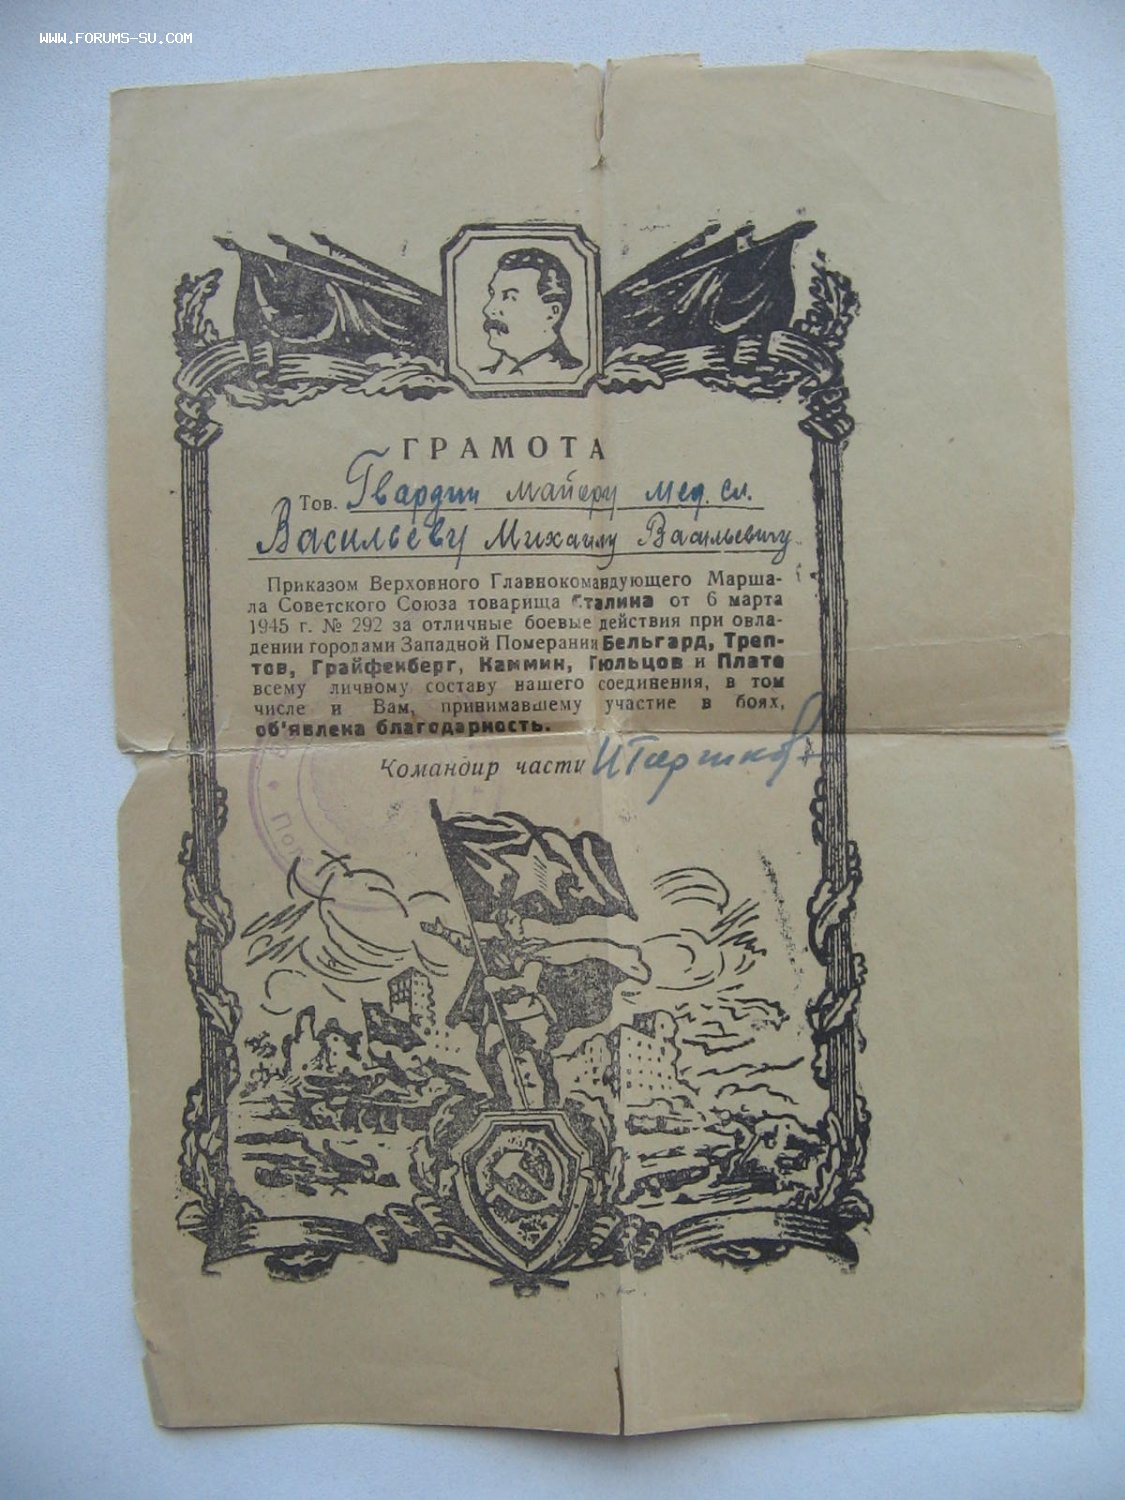 WWW.FORUMS-SU.COM
ГРАМОТА
Тов. Гвардии майору мед. сл.
Васильеву Михаилу Васильевичу
Приказом Верховного Главнокомандующего Марша-
ла Советского Союза товарища Сталина от 6 марта
1945 г. № 292 за отличные боевые действия при овла-
дении городами Западной Померании Бельгард, Треп-
тов, Грайфенберг, Каммин, Гюльцов и Плате
всему личному составу нашего соединения, в том
числе и Вам, принимавшему участие в боях,
об'явлена благодарность.
Командир части